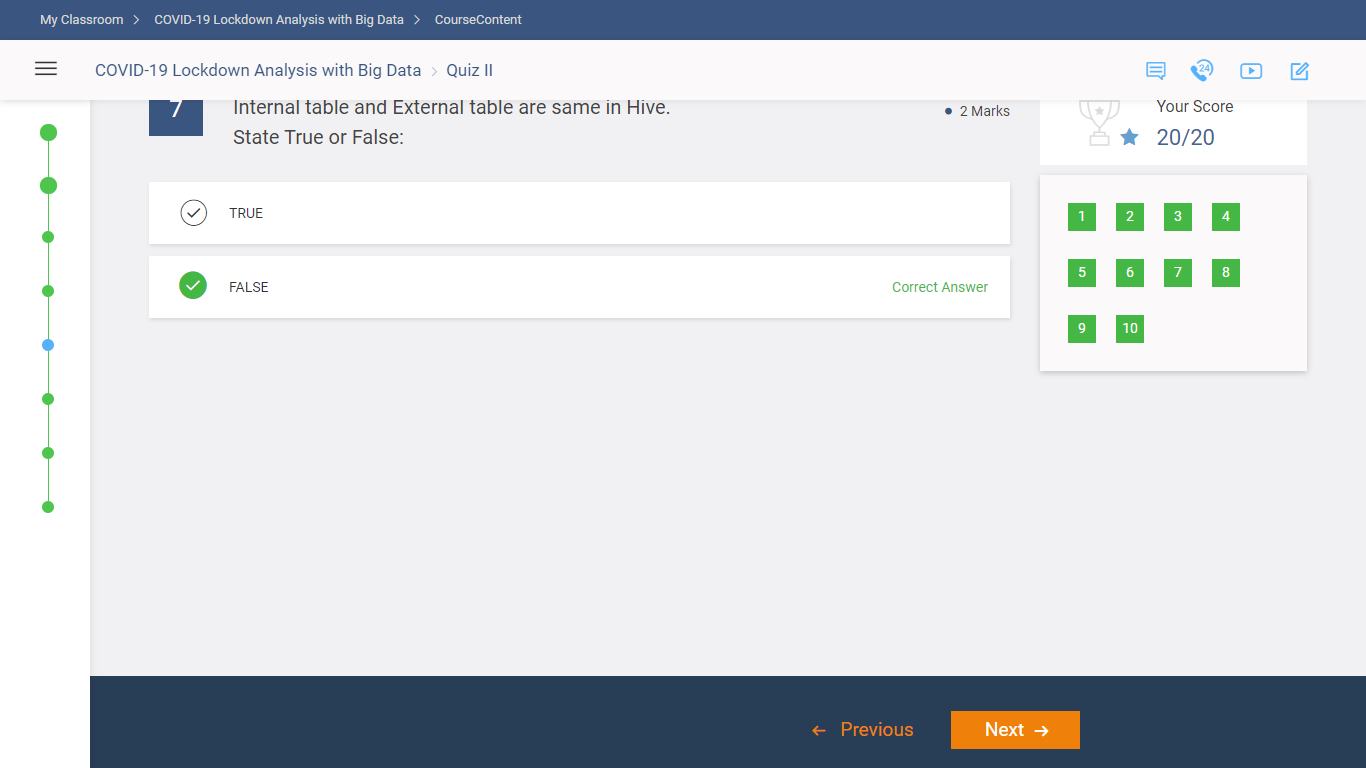 My Classroom > COVID-19 Lockdown Analysis with Big Data > CourseContent
COVID-19 Lockdown Analysis with Big Data > Quiz II
24
7
Internal table and External table are same in Hive.
State True or False:
2 Marks
Your Score
20/20
TRUE
FALSE
Correct Answer
1 2 3 4
5 6 7 8
9 10
← Previous
Next →